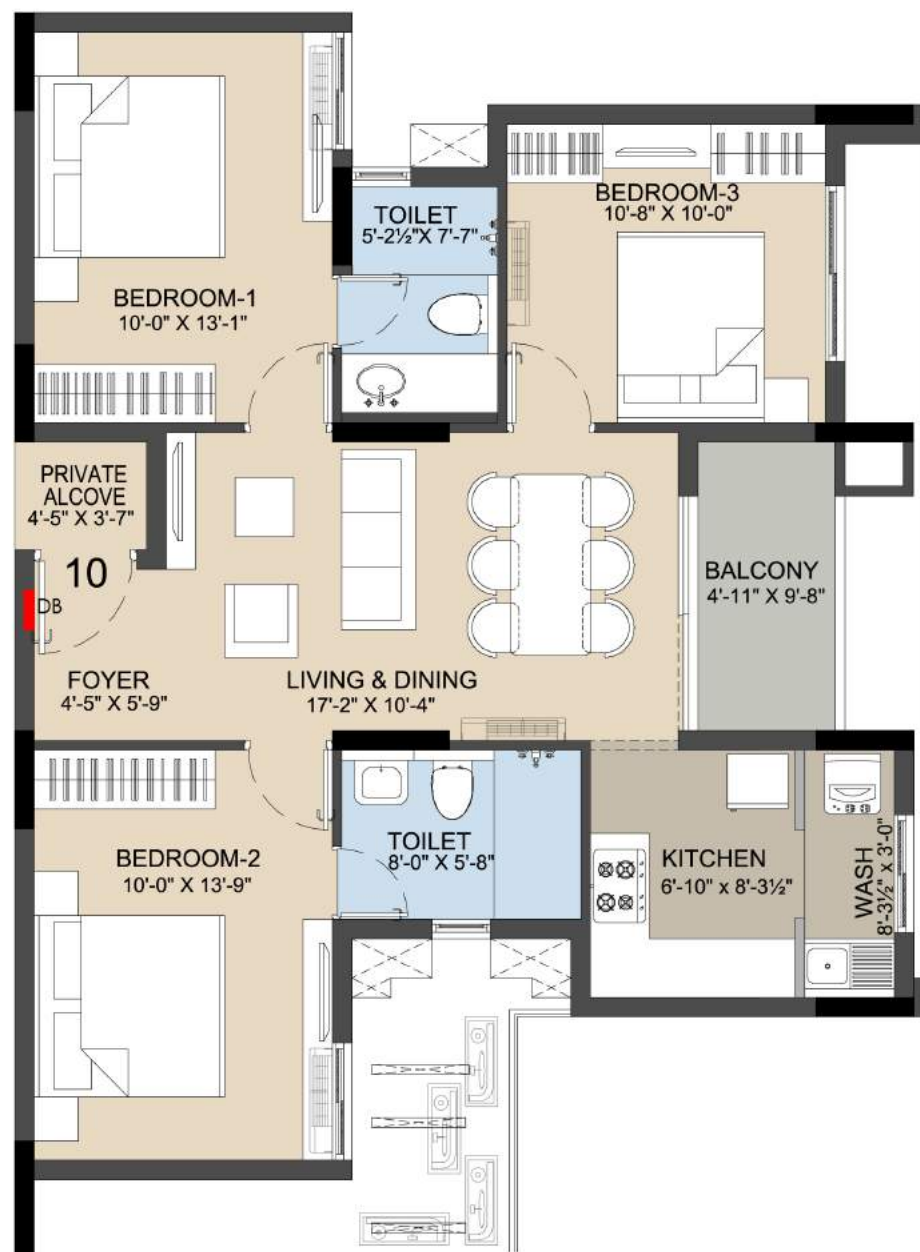 BEDROOM-1
10'-0" X 13'-1"
TOILET
5'-2½"X 7'-7"
BEDROOM-3
10'-8" X 10'-0"
PRIVATE
ALCOVE
4'-5" X 3'-7"
10
DB
FOYER
4'-5" X 5'-9"
LIVING & DINING
17'-2" X 10'-4"
BALCONY
4'-11" X 9'-8"
BEDROOM-2
10'-0" X 13'-9"
TOILET
8'-0" X 5'-8"
KITCHEN
6'-10" x 8'-3½"
WASH
8'-3½" x 3'-0"